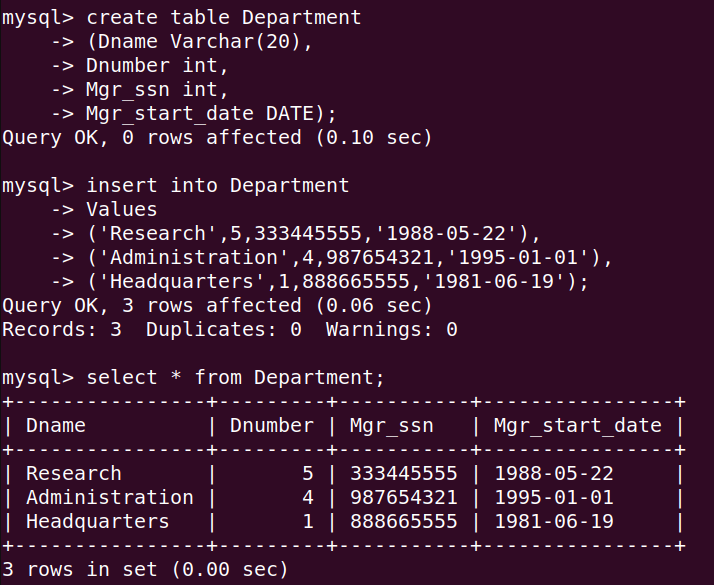 mysql> create table Department
    -> (Dname Varchar(20),
    -> Dnumber int,
    -> Mgr_ssn int,
    -> Mgr_start_date DATE);
Query OK, 0 rows affected (0.10 sec)

mysql> insert into Department
    -> Values
    -> ('Research',5,333445555,'1988-05-22'),
    -> ('Administration',4,987654321,'1995-01-01'),
    -> ('Headquarters',1,888665555,'1981-06-19');
Query OK, 3 rows affected (0.06 sec)
Records: 3  Duplicates: 0  Warnings: 0

mysql> select * from Department;
+----------------+---------+-----------+----------------+
| Dname          | Dnumber | Mgr_ssn   | Mgr_start_date |
+----------------+---------+-----------+----------------+
| Research       |       5 | 333445555 | 1988-05-22     |
| Administration |       4 | 987654321 | 1995-01-01     |
| Headquarters   |       1 | 888665555 | 1981-06-19     |
+----------------+---------+-----------+----------------+
3 rows in set (0.00 sec)